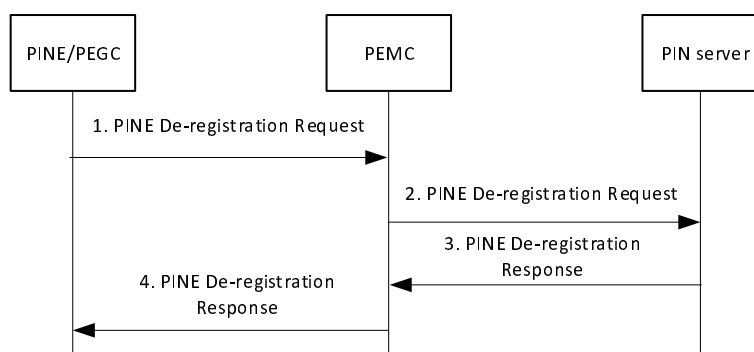 PINE/PEGC
PEMC
PIN server
1. PINE De-registration Request
2. PINE De-registration Request
3. PINE De-registration
Response
4. PINE De-registration
Response